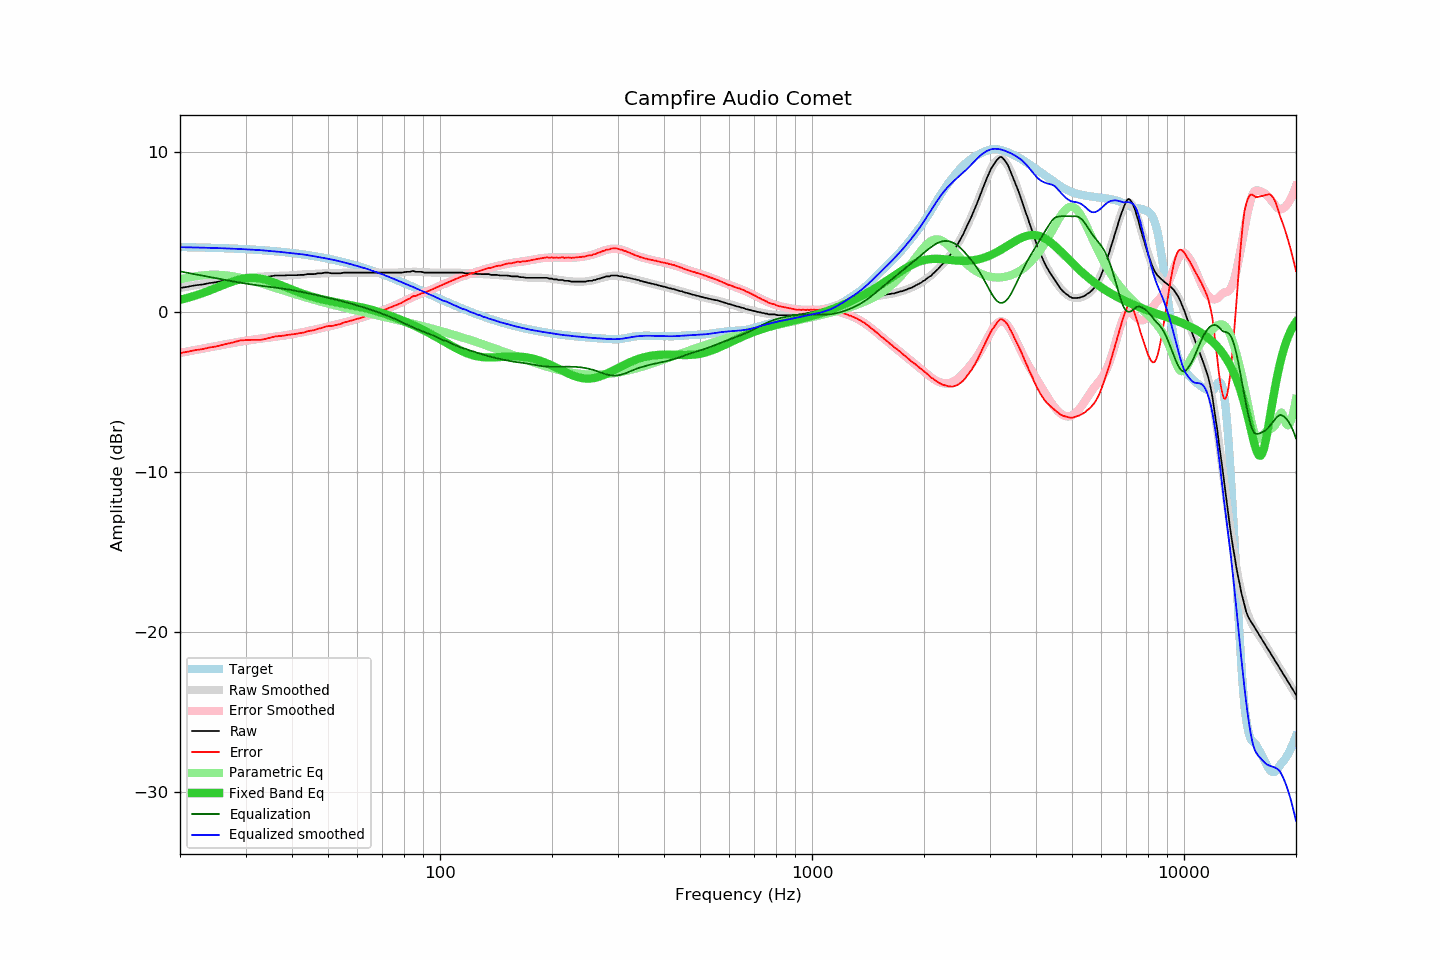 Campfire Audio Comet
10
0
−10
−20
−30
Amplitude (dBr)
Target
Raw Smoothed
Error Smoothed
Raw
Error
Parametric Eq
Fixed Band Eq
Equalization
Equalized smoothed
100
1000
10000
Frequency (Hz)